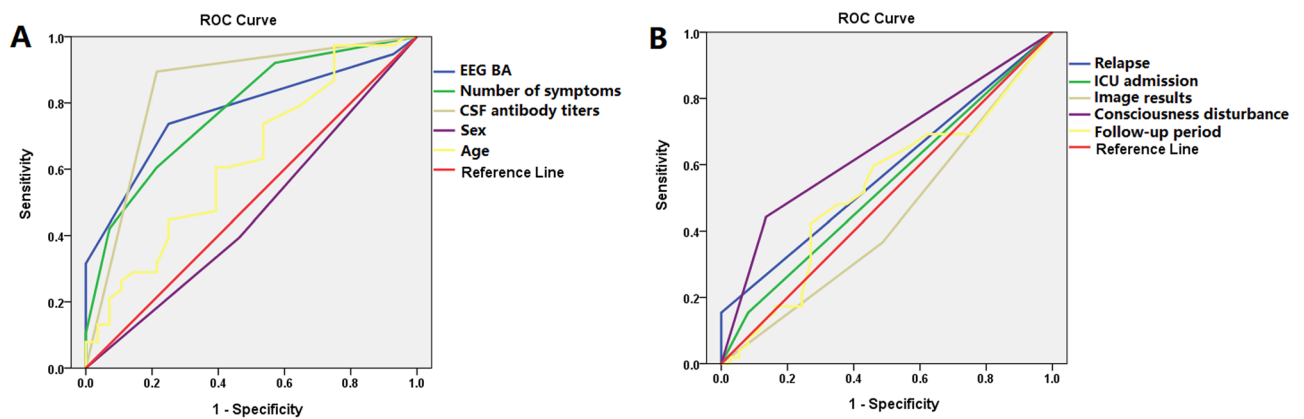 A
ROC Curve
1.0
0.8
0.6
0.4
0.2
0.0
Sensitivity
0.0 0.2 0.4 0.6 0.8 1.0
1 - Specificity
EEG BA
Number of symptoms
CSF antibody titers
Sex
Age
Reference Line
B
ROC Curve
1.0
0.8
0.6
0.4
0.2
0.0
Sensitivity
0.0 0.2 0.4 0.6 0.8 1.0
1 - Specificity
Relapse
ICU admission
Image results
Consciousness disturbance
Follow-up period
Reference Line